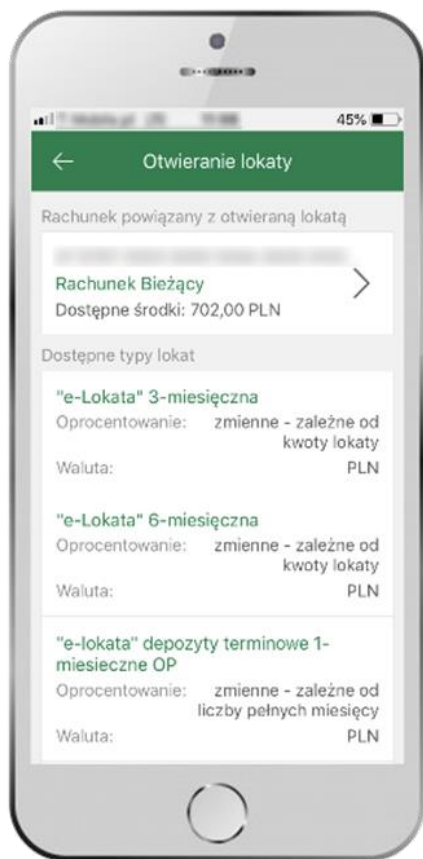 45%
Otwieranie lokaty
Rachunek powiązany z otwieraną lokatą
Rachunek Bieżący
Dostępne środki: 702,00 PLN
Dostępne typy lokat
"e-Lokata" 3-miesięczna
Oprocentowanie: zmienne - zależne od
kwoty lokaty
Waluta: PLN
"e-Lokata" 6-miesięczna
Oprocentowanie: zmienne - zależne od
kwoty lokaty
Waluta: PLN
"e-lokata" depozyty terminowe 1-
miesieczne OP
Oprocentowanie: zmienne - zależne od
liczby pełnych miesięcy
Waluta: PLN